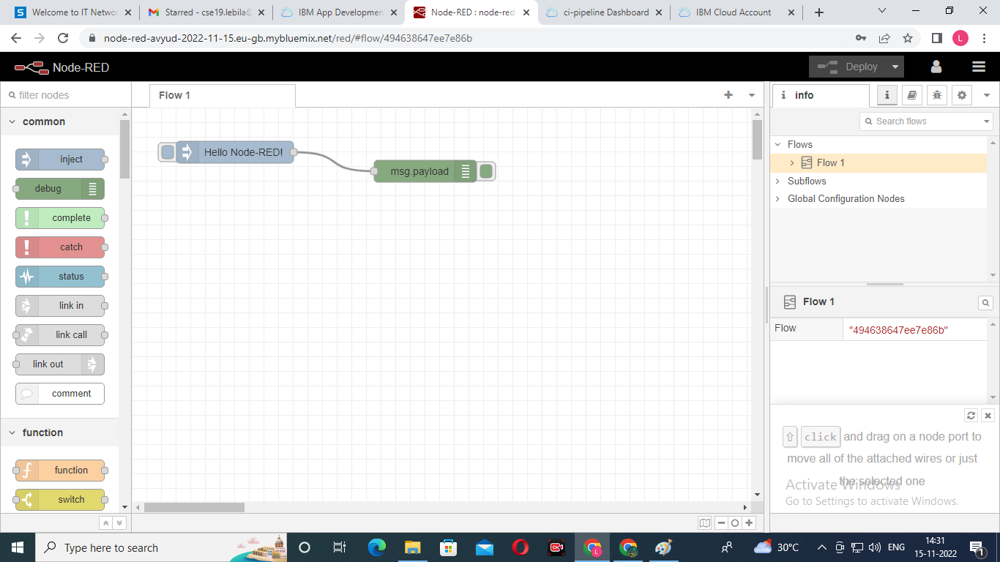 Welcome to IT Networ
Starred - cse19.lebila@
IBM App Developmen
Node-RED : node-red-
ci-pipeline Dashboard
IBM Cloud Account
node-red-avyud-2022-11-15.eu-gb.mybluemix.net/red/#flow/494638647ee7e86b
L
Node-RED
Deploy
filter nodes
Flow 1
info
Search flows
common
inject
debug
complete
catch
status
link in
link call
link out
comment
function
function
switch
Hello Node-RED!
msg.payload
Flows
Flow 1
Subflows
Global Configuration Nodes
Flow 1
Flow "494638647ee7e86b"
click and drag on a node port to
move all of the attached wires or just
the selected one
Activate Windows
Go to Settings to activate Windows.
Type here to search
L
30°C
ENG
14:31
15-11-2022
1